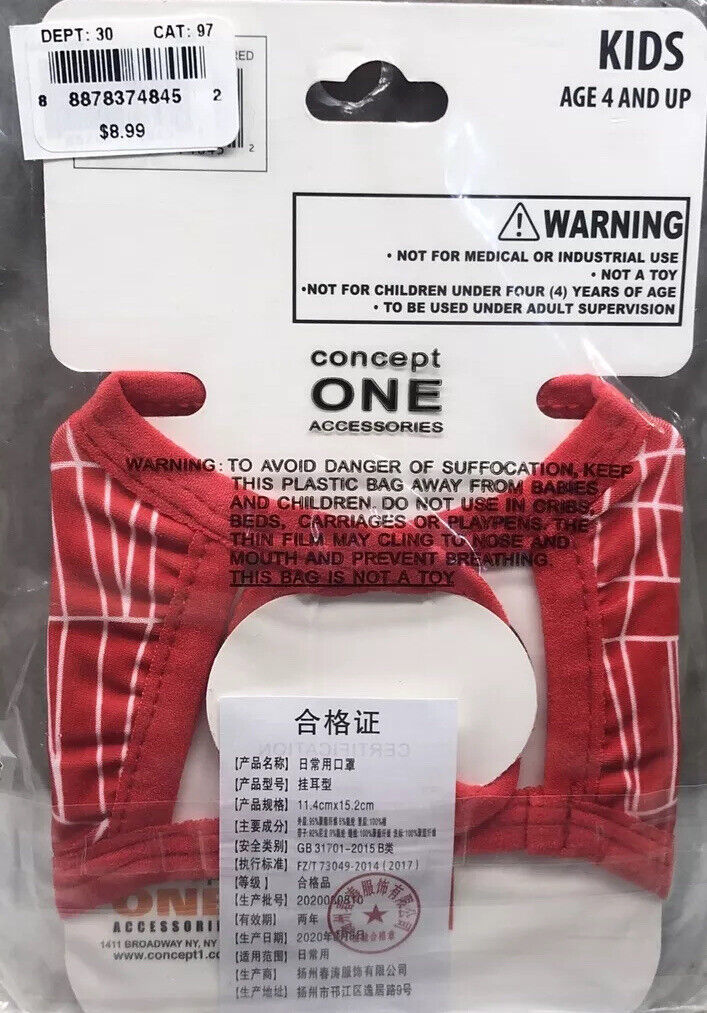 DEPT: 30 CAT: 97
8 8878374845 2
$8.99
RED
2
KIDS
AGE 4 AND UP
WARNING
• NOT FOR MEDICAL OR INDUSTRIAL USE
• NOT A TOY
•NOT FOR CHILDREN UNDER FOUR (4) YEARS OF AGE
• TO BE USED UNDER ADULT SUPERVISION
concept
ONE
ACCESSORIES
WARNING: TO AVOID DANGER OF SUFFOCATION, KEEP
THIS PLASTIC BAG AWAY FROM BABIES
AND CHILDREN. DO NOT USE IN CRIBS,
BEDS, CARRIAGES OR PLAYPENS. THE
THIN FILM MAY CLING TO NOSE AND
MOUTH AND PREVENT BREATHING.
THIS BAG IS NOT A TOY
合格证
CERTIFICATION
【产品名称】日常用口罩
【产品型号】挂耳型
【产品规格】11.4cmx15.2cm
【主要成分】
【安全类别】GB 31701-2015 B类
【执行标准】FZ/T 73049-2014 (2017)
【等级】合格品
【生产批号】
【有效期】两年
【生产日期】
【适用范围】日常用
【生产商】扬州春涛服饰有限公司
【生产地址】扬州市邗江区逸居路9号
ONE
1411 BROADWAY NY, NY
www.concept1.co